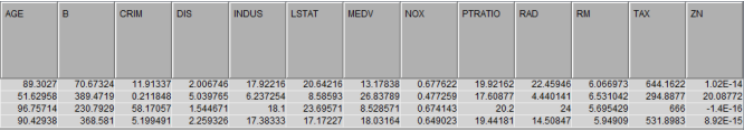 AGE B CRIM DIS INDUS LSTAT MEDV NOX PTRATIO RAD RM TAX ZN
89.3027 70.67324 11.91337 2.006746 17.92216 20.64216 13.17838 0.677622 19.92162 22.45946 6.066973 644.1622 1.02E-14
51.62958 389.4719 0.211848 5.039765 6.237254 8.58593 26.83789 0.477259 17.60877 4.440141 6.531042 294.8877 20.08772
96.75714 230.7929 58.17057 1.544671 18.1 23.69571 8.528571 0.674143 20.2 24 5.695429 666 -1.4E-16
90.42938 368.581 5.199491 2.259326 17.38333 17.17227 18.03164 0.649023 19.44181 14.50847 5.94909 531.8983 8.92E-15